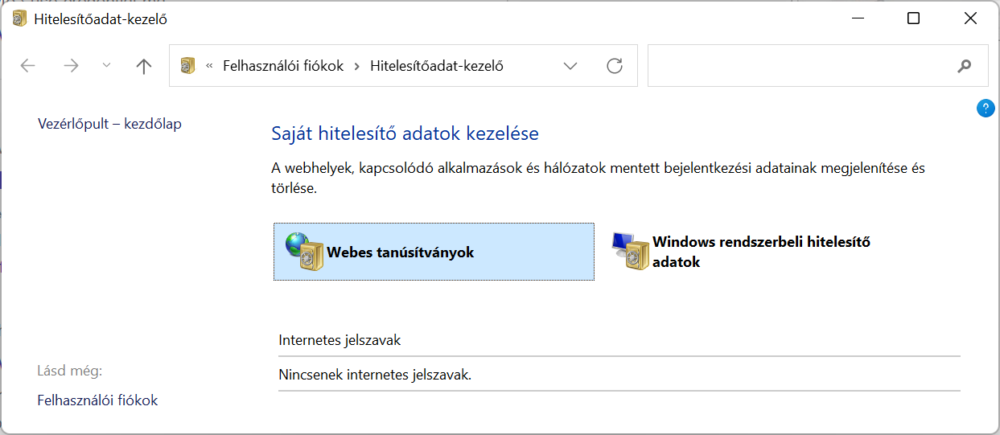 Hitelesítőadat-kezelő
« Felhasználói fiókok › Hitelesítőadat-kezelő
?
Vezérlőpult – kezdőlap
Saját hitelesítő adatok kezelése
A webhelyek, kapcsolódó alkalmazások és hálózatok mentett bejelentkezési adatainak megjelenítése és
törlése.
Webes tanúsítványok
Windows rendszerbeli hitelesítő
adatok
Internetes jelszavak
Nincsenek internetes jelszavak.
Lásd még:
Felhasználói fiókok